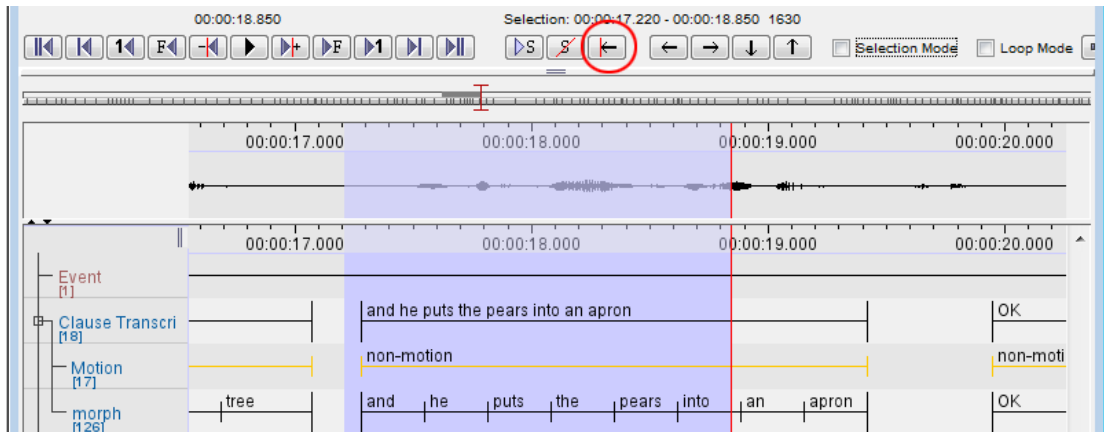 00:00:18.850 Selection: 00:00:17.220 - 00:00:18.850 1630
1 F - + F 1 S S Selection Mode Loop Mode
00:00:17.000 00:00:18.000 00:00:19.000 00:00:20.000
00:00:17.000 00:00:18.000 00:00:19.000 00:00:20.000
Event
[1]
and he puts the pears into an apron OK
Clause Transcri
[18]
non-motion non-moti
Motion
[17]
tree and he puts the pears into an apron OK
morph
[126]